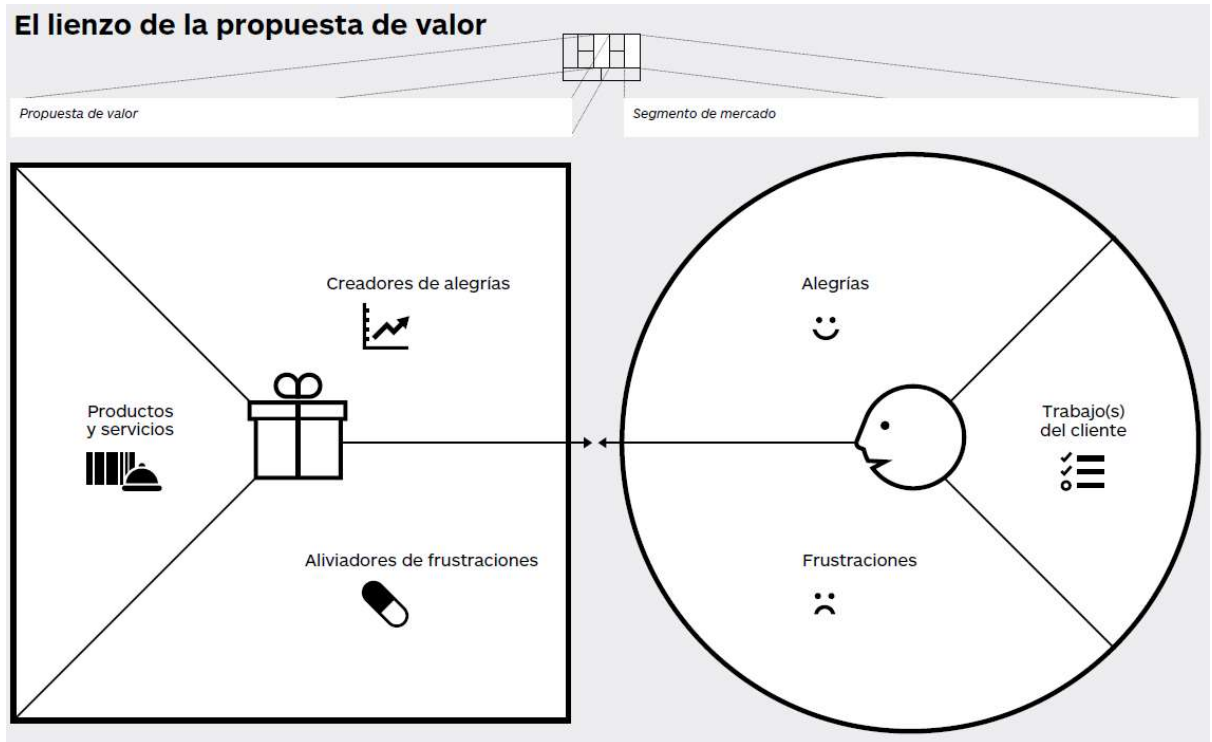 El lienzo de la propuesta de valor
Propuesta de valor
Segmento de mercado
Creadores de alegrías
Productos
y servicios
Aliviadores de frustraciones
Alegrías
Trabajo(s)
del cliente
Frustraciones